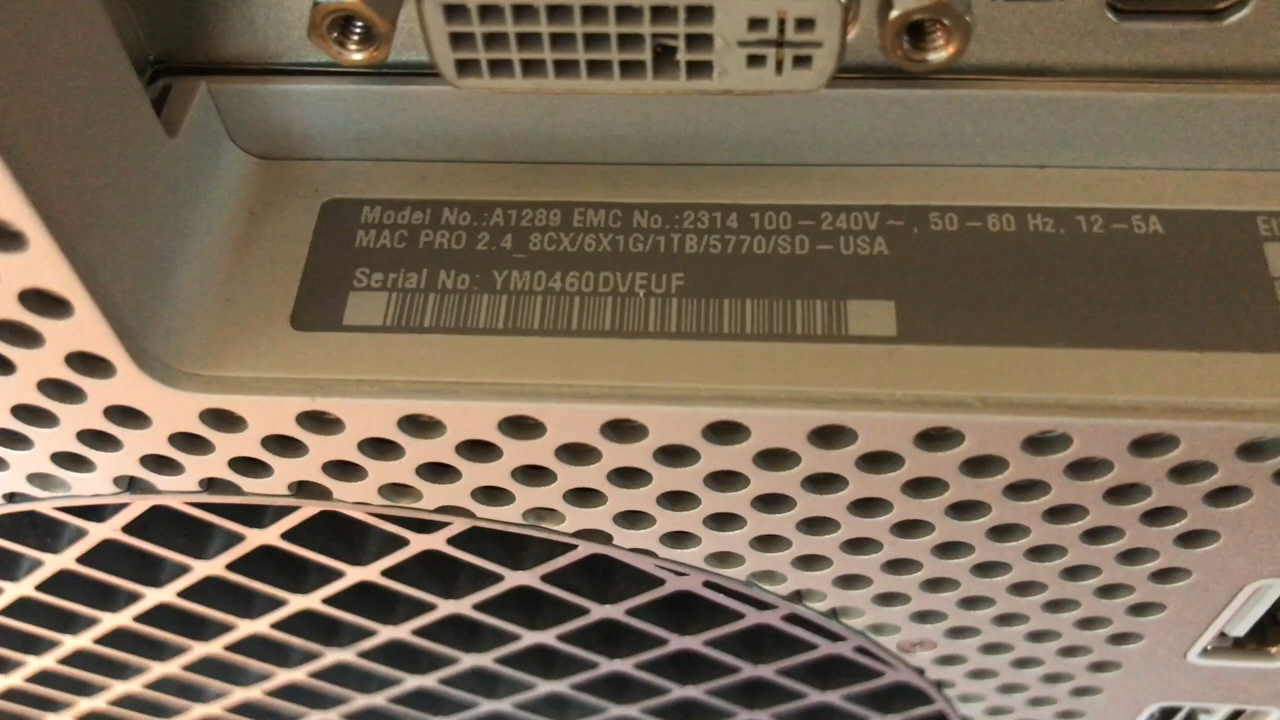 Model No.:A1289 EMC No.:2314 100-240V~, 50-60 Hz, 12-5A
MAC PRO 2.4_8CX/6X1G/1TB/5770/SD-USA
Serial No: YM0460DVEUF